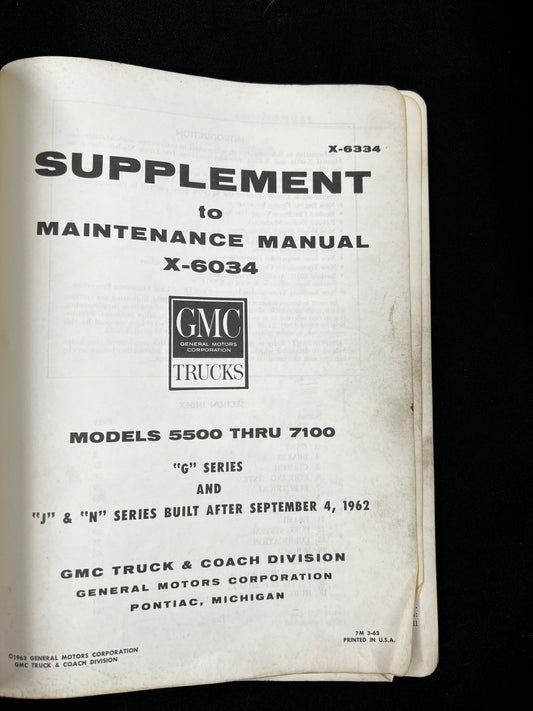 X-6334
SUPPLEMENT
to
MAINTENANCE MANUAL
X-6034
GMC
GENERAL MOTORS
CORPORATION
TRUCKS
MODELS 5500 THRU 7100
"G" SERIES
AND
"J" & "N" SERIES BUILT AFTER SEPTEMBER 4, 1962
GMC TRUCK & COACH DIVISION
GENERAL MOTORS CORPORATION
PONTIAC, MICHIGAN
7M 3-63
PRINTED IN U.S.A.
©1963 GENERAL MOTORS CORPORATION
GMC TRUCK & COACH DIVISION